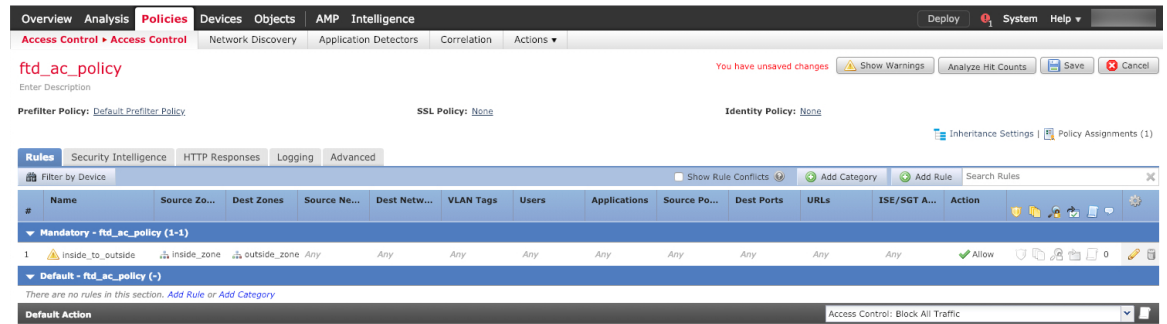 Overview Analysis Policies Devices Objects AMP Intelligence Deploy 1 System Help ▾
Access Control ▸ Access Control Network Discovery Application Detectors Correlation Actions ▾
ftd_ac_policy You have unsaved changes Show Warnings Analyze Hit Counts Save Cancel
Enter Description
Prefilter Policy: Default Prefilter Policy SSL Policy: None Identity Policy: None
Inheritance Settings | Policy Assignments (1)
Rules Security Intelligence HTTP Responses Logging Advanced
Filter by Device Show Rule Conflicts Add Category Add Rule Search Rules
# Name Source Zo... Dest Zones Source Ne... Dest Netw... VLAN Tags Users Applications Source Po... Dest Ports URLs ISE/SGT A... Action
Mandatory - ftd_ac_policy (1-1)
1 inside_to_outside inside_zone outside_zone Any Any Any Any Any Any Any Any Any Allow 0
Default - ftd_ac_policy (-)
There are no rules in this section. Add Rule or Add Category
Default Action Access Control: Block All Traffic